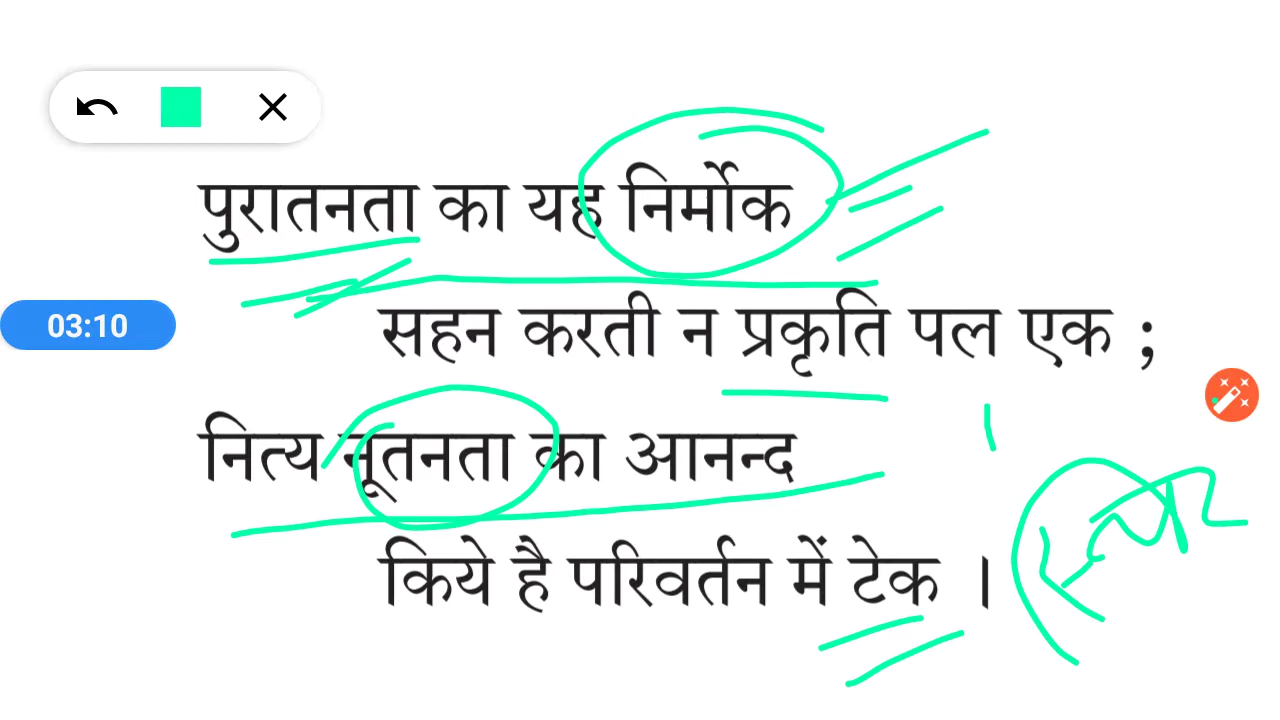 पुरातनता का यह निर्मोक
03:10
सहन करती न प्रकृति पल एक ;
नित्य नूतनता का आनन्द
किये है परिवर्तन में टेक ।